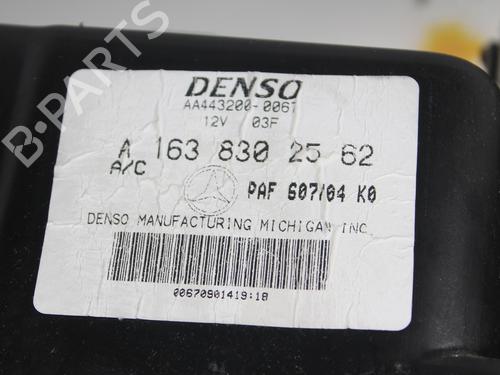 DENSO
AA443200-0061
12V 03F
A 163 830 25 62
A/C
PAF 607/04 K0
DENSO MANUFACTURING MICHIGAN INC.
00670901419:18
B-PARTS